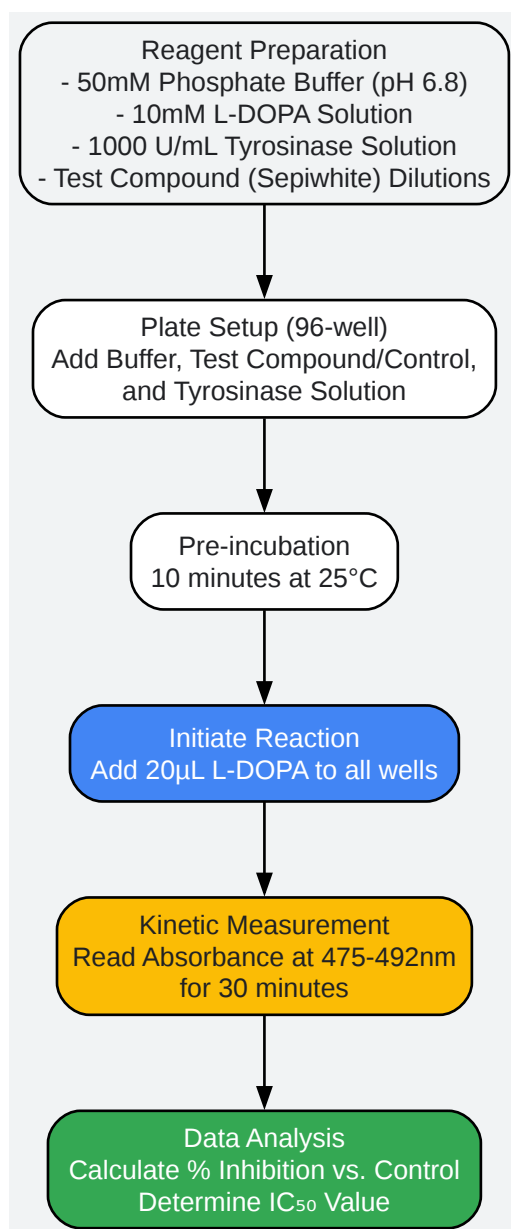 Reagent Preparation
- 50mM Phosphate Buffer (pH 6.8)
- 10mM L-DOPA Solution
- 1000 U/mL Tyrosinase Solution
- Test Compound (Sepiwhite) Dilutions
Plate Setup (96-well)
Add Buffer, Test Compound/Control,
and Tyrosinase Solution
Pre-incubation
10 minutes at 25°C
Initiate Reaction
Add 20µL L-DOPA to all wells
Kinetic Measurement
Read Absorbance at 475-492nm
for 30 minutes
Data Analysis
Calculate % Inhibition vs. Control
Determine IC₅₀ Value